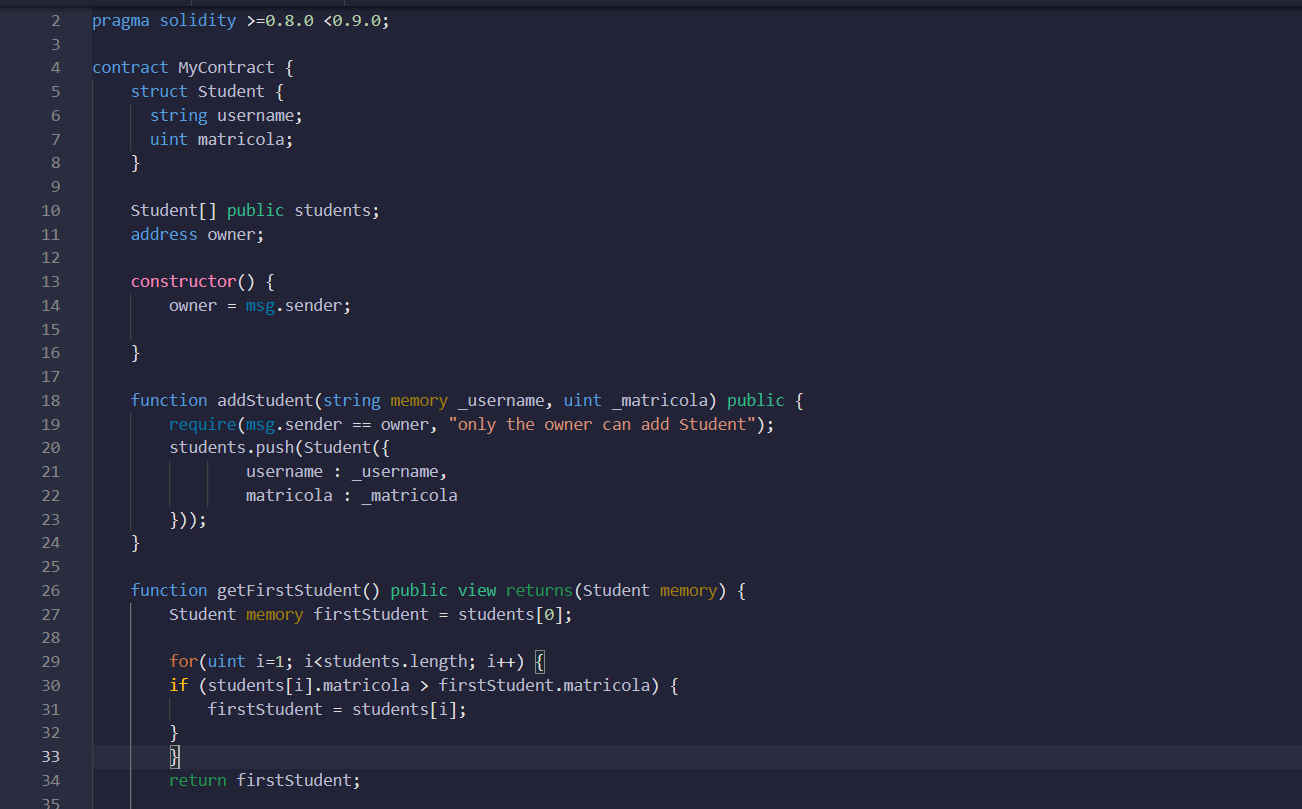 2 pragma solidity >=0.8.0 <0.9.0;
3
4 contract MyContract {
5     struct Student {
6       string username;
7       uint matricola;
8     }
9
10     Student[] public students;
11     address owner;
12
13     constructor() {
14         owner = msg.sender;
15
16     }
17
18     function addStudent(string memory _username, uint _matricola) public {
19         require(msg.sender == owner, "only the owner can add Student");
20         students.push(Student({
21                 username : _username,
22                 matricola : _matricola
23         }));
24     }
25
26     function getFirstStudent() public view returns(Student memory) {
27         Student memory firstStudent = students[0];
28
29         for(uint i=1; i<students.length; i++) {
30         if (students[i].matricola > firstStudent.matricola) {
31             firstStudent = students[i];
32         }
33         }
34         return firstStudent;
35